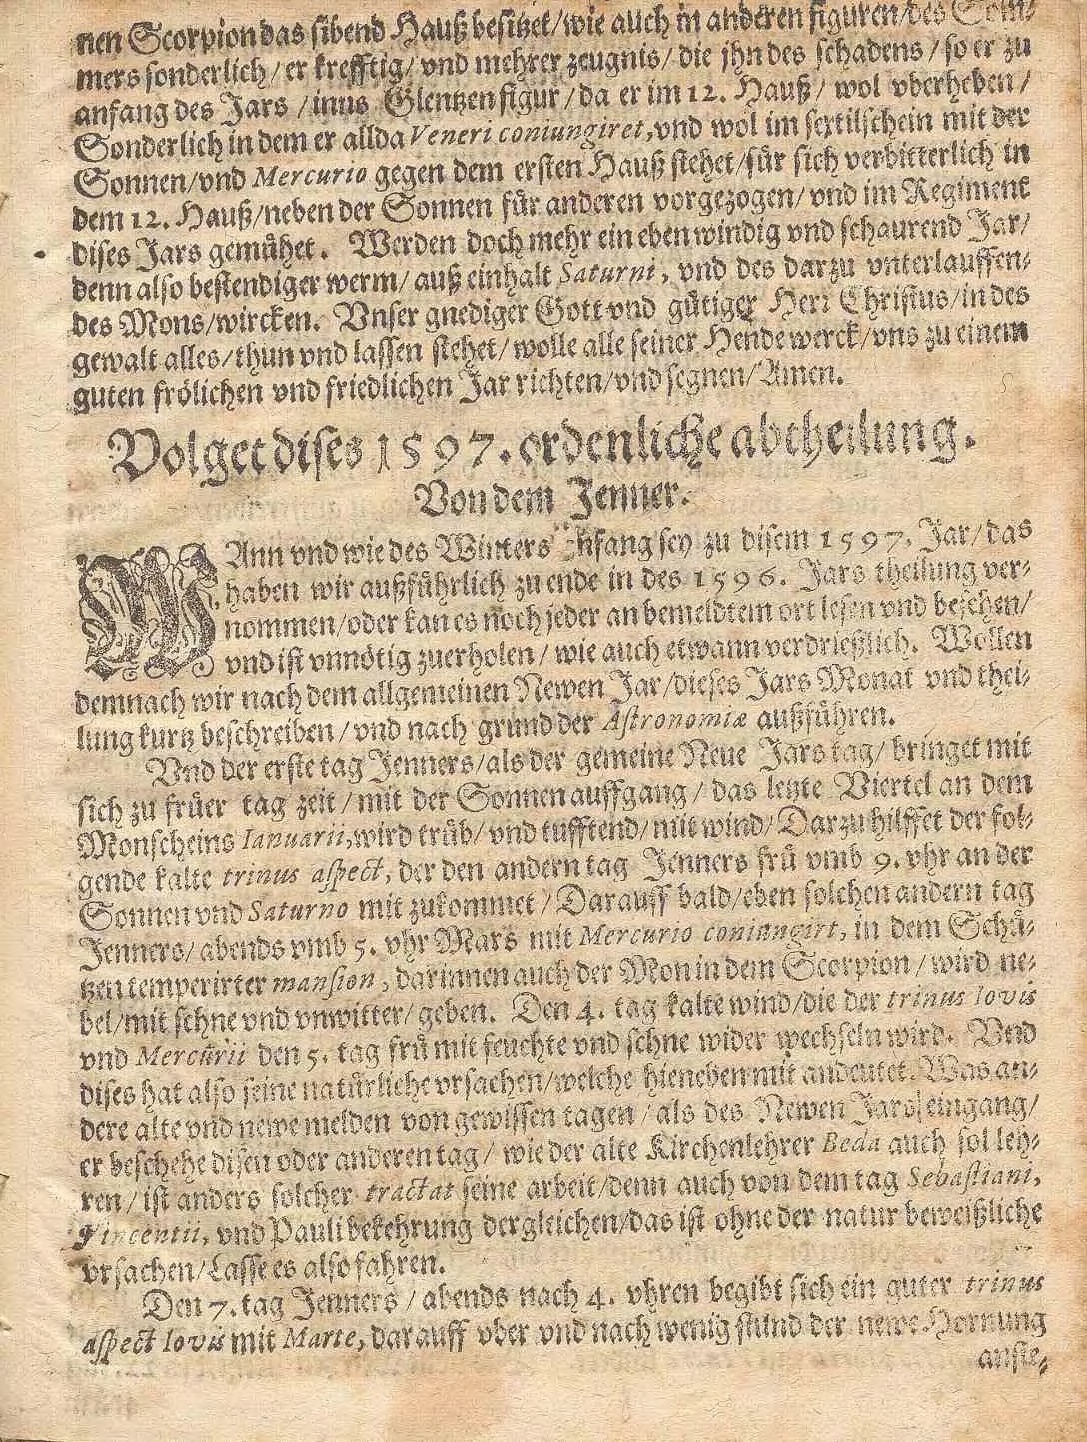 nen Scorpion das sibend Hauß besitzet/wie auch in anderen figuren/des Som⸗
mers sonderlich/er krefftig/vnd mehrer zeugnis/die jhn des schadens/so er zu
anfang des Jars/inns Glentzen figur/da er im 12. Hauß/wol vberheben/
Sonderlich in dem er allda Veneri coniungiret, vnd wol im sextilschein mit der
Sonnen/vnd Mercurio gegen dem ersten Hauß stehet/für sich verbitterlich in
dem 12. Hauß/neben der Sonnen für anderen vorgezogen/vnd im Regiment
dises Jars gemühet. Werden doch mehr ein eben windig vnd schaurend Jar/
denn also bestendiger werm/auß einhalt Saturni, vnd des darzu vnterlauffen⸗
des Mons/wircken. Vnser gnediger Gott vnd gütiger Herr Christus/in des
gewalt alles/thun vnd lassen stehet/wolle alle seiner Hende werck/vns zu einem
guten frölichen vnd friedlichen Jar richten/vnd segnen/Amen.
Volget dises 1597. ordenliche abtheilung.
Von dem Jenner.
WAnn vnd wie des Winters Anfang sey zu disem 1597. Jar/das
haben wir außführlich zu ende in des 1596. Jars theilung ver⸗
nommen/oder kan es noch jeder an bemeldtem ort lesen vnd besehen/
vnd ist vnnötig zuerholen/wie auch etwann verdrießlich. Wollen
demnach wir nach dem allgemeinen Newen Jar/dieses Jars Monat vnd thei⸗
lung kurtz beschreiben/vnd nach grund der Astronomiæ außführen.
Vnd der erste tag Jenners/als der gemeine Neue Jars tag/bringet mit
sich zu früer tag zeit/mit der Sonnen auffgang/das letzte Viertel an dem
Monscheins Ianuarii, wird trüb/vnd tufftend/mit wind/Darzu hilffet der fol⸗
gende kalte trinus aspect, der den andern tag Jenners frü vmb 9. vhr an der
Sonnen vnd Saturno mit zukommet/Darauff bald/eben solchen andern tag
Jenners/abends vmb 5. vhr Mars mit Mercurio coniungirt, in dem Schü⸗
tzen temperirter mansion, darinnen auch der Mon in dem Scorpion/wird ne⸗
bel/mit schne vnd vnwitter/geben. Den 4. tag kalte wind/die der trinus Iovis
vnd Mercurii den 5. tag frü mit feuchte vnd schne wider wechseln wird. Vnd
dises hat also seine natürliche vrsachen/welche hieneben mit andeutet. Was an⸗
dere alte vnd newe melden von gewissen tagen/als des Newen Jars eingang/
er beschehe disen oder anderen tag/wie der alte Kirchenlehrer Beda auch sol leh⸗
ren/ist anders solcher tractat seine arbeit/denn auch von dem tag Sebastiani,
Vincentii, vnd Pauli bekehrung dergleichen/das ist ohne der natur beweißliche
vrsachen/Lasse es also fahren.
Den 7. tag Jenners/abends nach 4. vhren begibt sich ein guter trinus
aspect Iovis mit Marte, darauff vber vnd nach wenig stund der newe Hornung
anste⸗